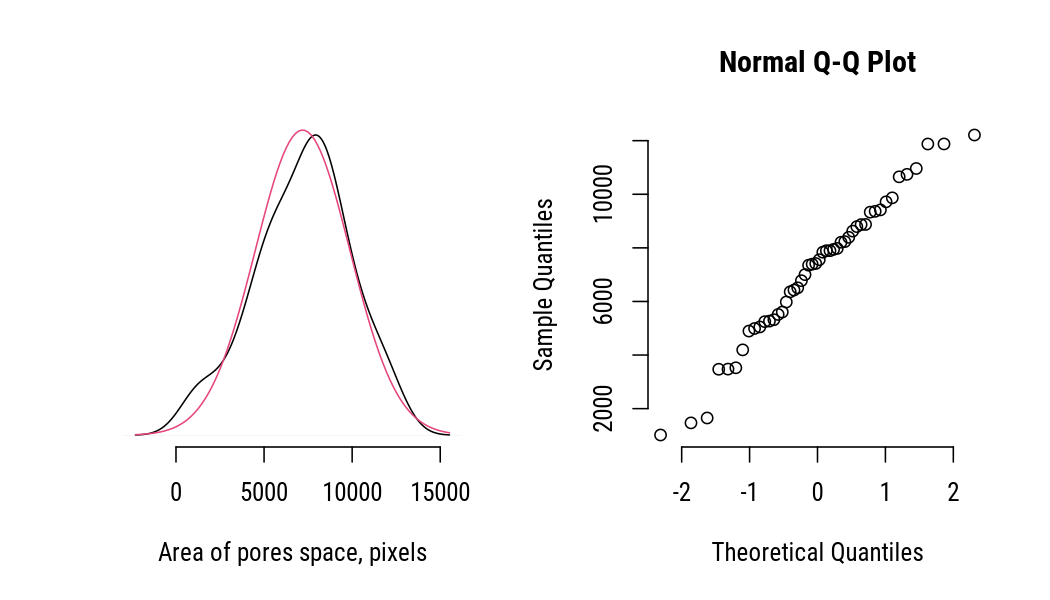 0 5000 10000 15000
Area of pores space, pixels
Normal Q-Q Plot
Sample Quantiles
2000 6000 10000
-2 -1 0 1 2
Theoretical Quantiles